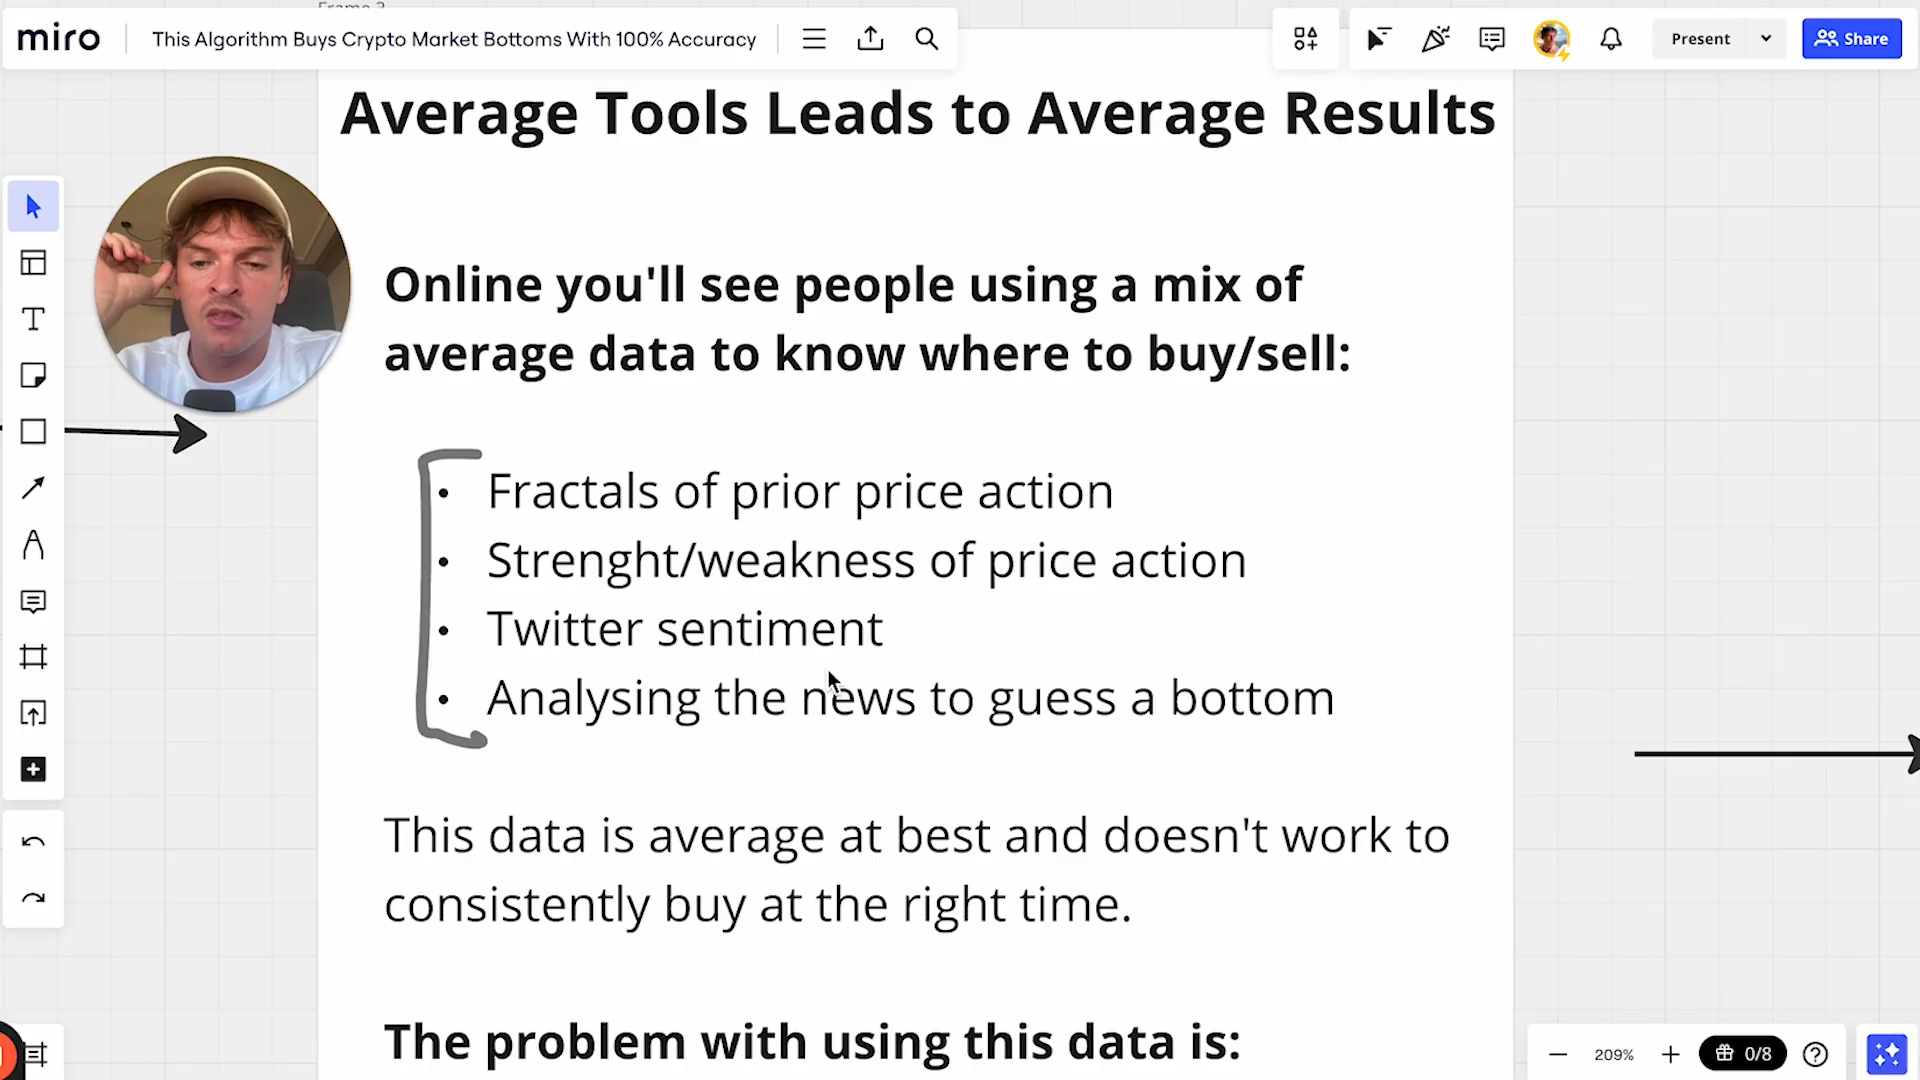 miro
This Algorithm Buys Crypto Market Bottoms With 100% Accuracy
Present
Share
Average Tools Leads to Average Results
Online you'll see people using a mix of
average data to know where to buy/sell:
• Fractals of prior price action
• Strenght/weakness of price action
• Twitter sentiment
• Analysing the news to guess a bottom
This data is average at best and doesn't work to
consistently buy at the right time.
The problem with using this data is:
209%
0/8